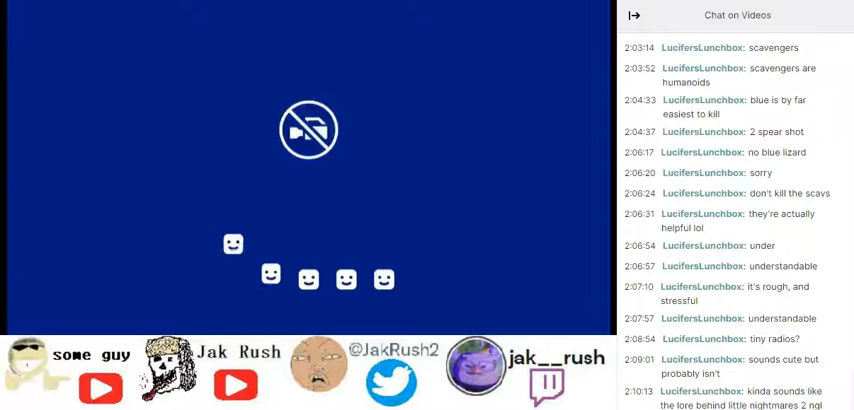 Chat on Videos
2:03:14 LucifersLunchbox: scavengers
2:03:52 LucifersLunchbox: scavengers are
humanoids
2:04:33 LucifersLunchbox: blue is by far
easiest to kill
2:04:37 LucifersLunchbox: 2 spear shot
2:06:17 LucifersLunchbox: no blue lizard
2:06:20 LucifersLunchbox: sorry
2:06:24 LucifersLunchbox: don't kill the scavs
2:06:31 LucifersLunchbox: they're actually
helpful lol
2:06:54 LucifersLunchbox: under
2:06:57 LucifersLunchbox: understandable
2:07:10 LucifersLunchbox: it's rough, and
stressful
2:07:57 LucifersLunchbox: understandable
2:08:54 LucifersLunchbox: tiny radios?
2:09:01 LucifersLunchbox: sounds cute but
probably isn't
2:10:13 LucifersLunchbox: kinda sounds like
the lore behind little nightmares 2 ngl
some guy
Jak Rush
@JakRush2
jak__rush